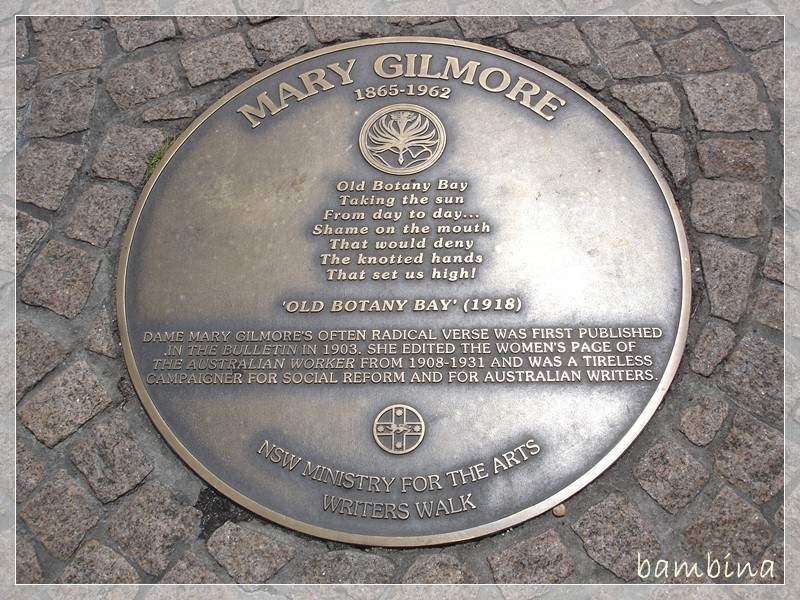 MARY GILMORE
1865-1962
Old Botany Bay
Taking the sun
From day to day...
Shame on the mouth
That would deny
The knotted hands
That set us high!
'OLD BOTANY BAY' (1918)
DAME MARY GILMORE'S OFTEN RADICAL VERSE WAS FIRST PUBLISHED
IN THE BULLETIN IN 1903. SHE EDITED THE WOMEN'S PAGE OF
THE AUSTRALIAN WORKER FROM 1908-1931 AND WAS A TIRELESS
CAMPAIGNER FOR SOCIAL REFORM AND FOR AUSTRALIAN WRITERS.
NSW MINISTRY FOR THE ARTS
WRITERS WALK
bambina